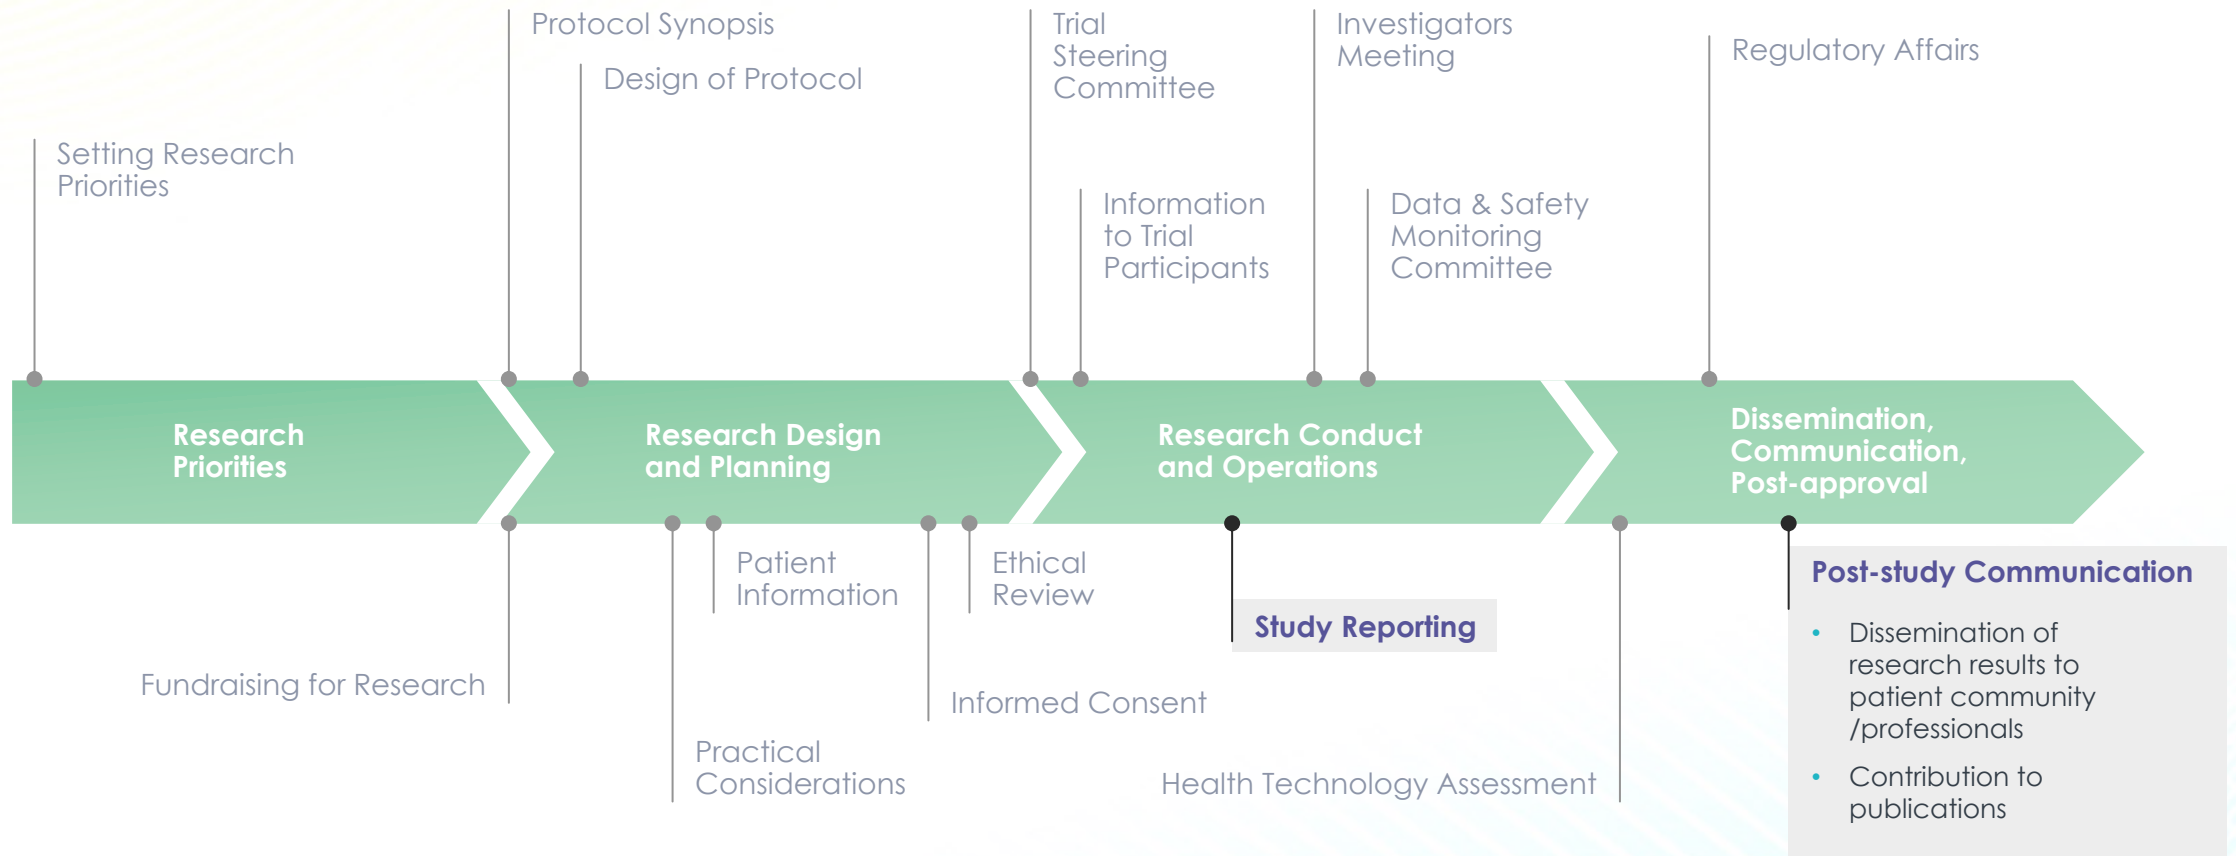 Protocol Synopsis
Design of Protocol
Setting Research
Priorities
Trial
Steering
Committee
Information
to Trial
Participants
Investigators
Meeting
Data & Safety
Monitoring
Committee
Regulatory Affairs
Research
Priorities
Research Design
and Planning
Research Conduct
and Operations
Dissemination,
Communication,
Post-approval
Fundraising for Research
Practical
Considerations
Patient
Information
Informed Consent
Ethical
Review
Study Reporting
Health Technology Assessment
Post-study Communication
• Dissemination of
research results to
patient community
/professionals
• Contribution to
publications